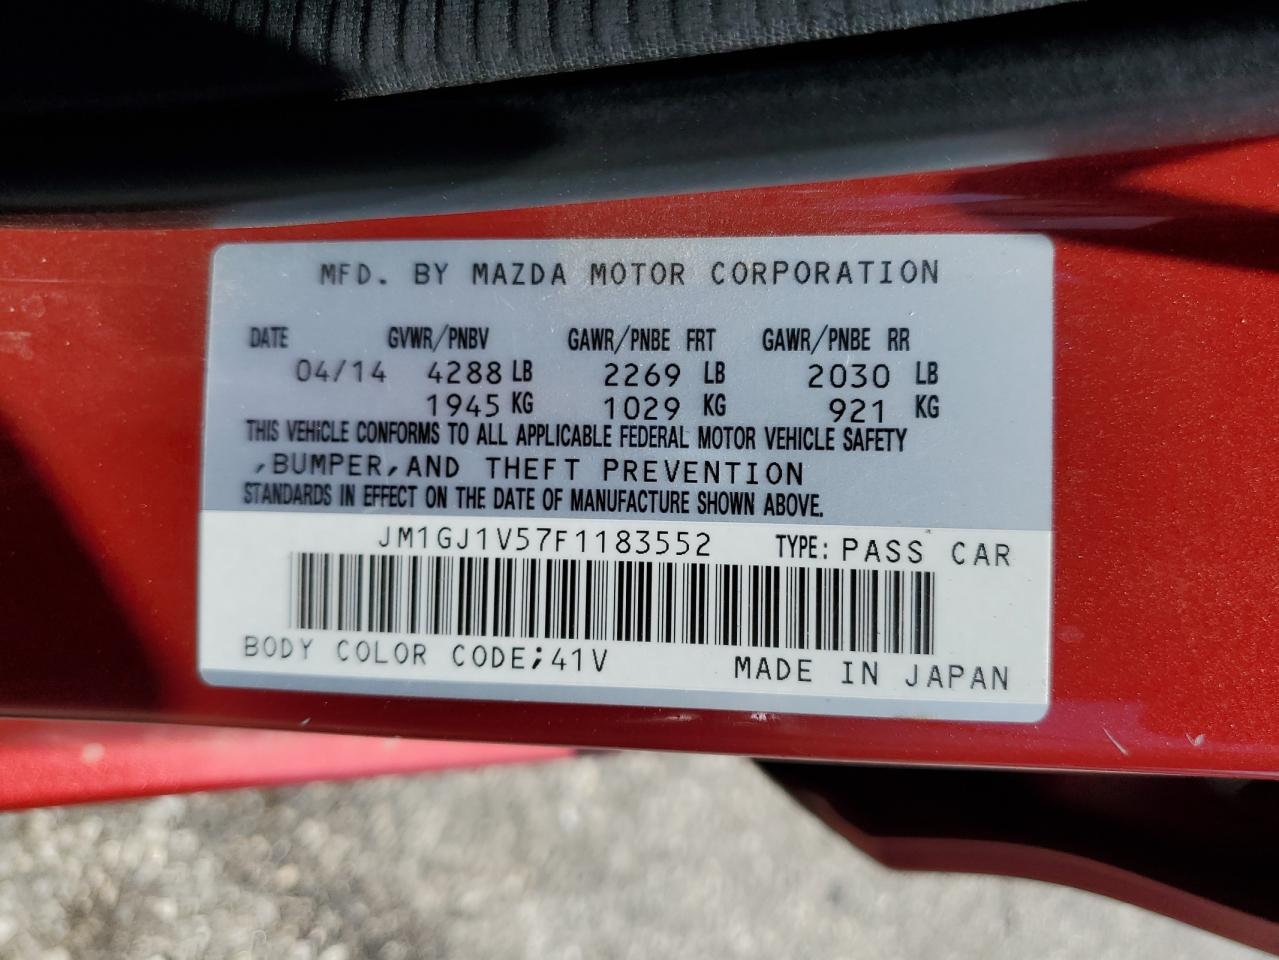 MFD. BY MAZDA MOTOR CORPORATION
DATE GVWR/PNBV GAWR/PNBE FRT GAWR/PNBE RR
04/14 4288 LB 2269 LB 2030 LB
1945 KG 1029 KG 921 KG
THIS VEHICLE CONFORMS TO ALL APPLICABLE FEDERAL MOTOR VEHICLE SAFETY
,BUMPER,AND THEFT PREVENTION
STANDARDS IN EFFECT ON THE DATE OF MANUFACTURE SHOWN ABOVE.
JM1GJ1V57F1183552 TYPE: PASS CAR
BODY COLOR CODE;41V MADE IN JAPAN